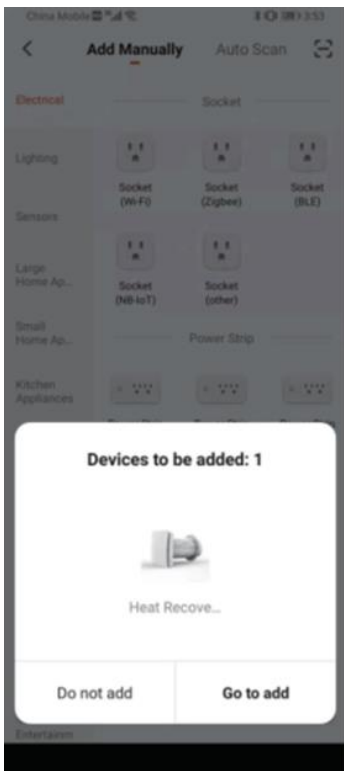 China Mobile 3:53
Add Manually Auto Scan
Electrical
Socket
Lighting
Socket
(Wi-Fi)
Socket
(Zigbee)
Socket
(BLE)
Sensors
Large
Home Ap...
Socket
(NB-IoT)
Socket
(other)
Small
Home Ap...
Power Strip
Kitchen
Appliances
Devices to be added: 1
Heat Recove...
Do not add Go to add
Entertainm